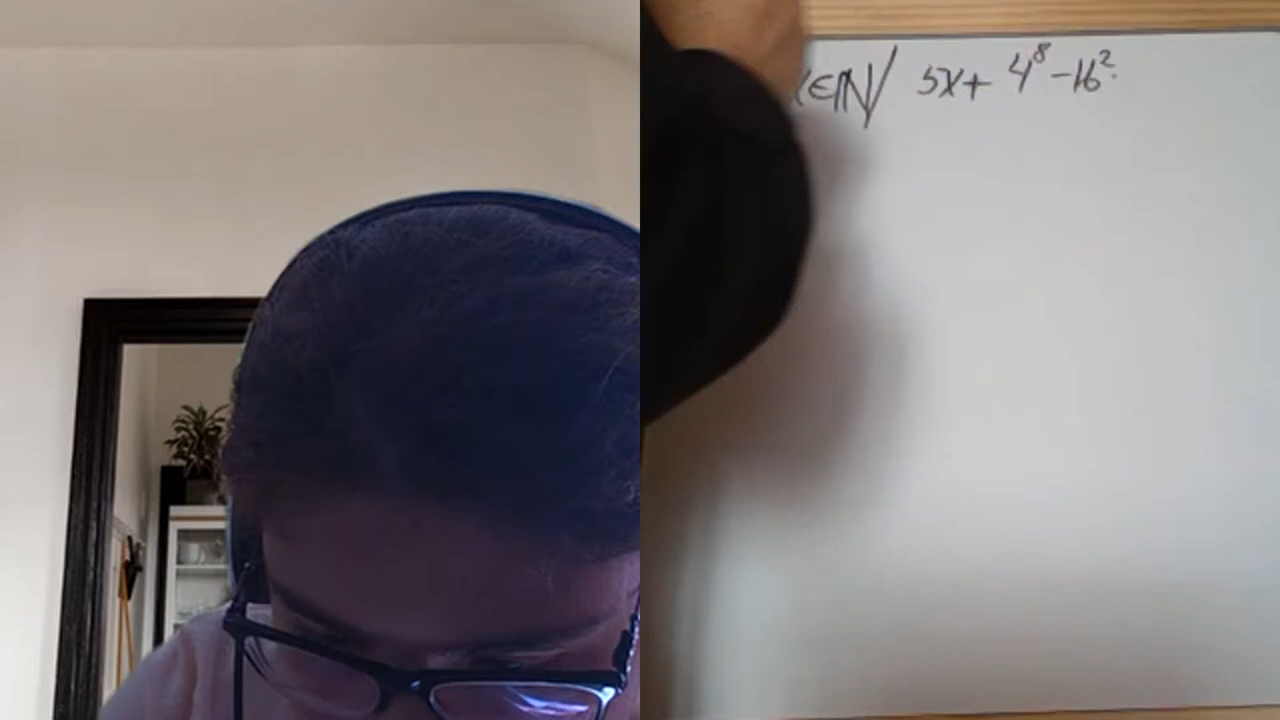 ∈ ℕ / 5x + 4⁸ - 16².